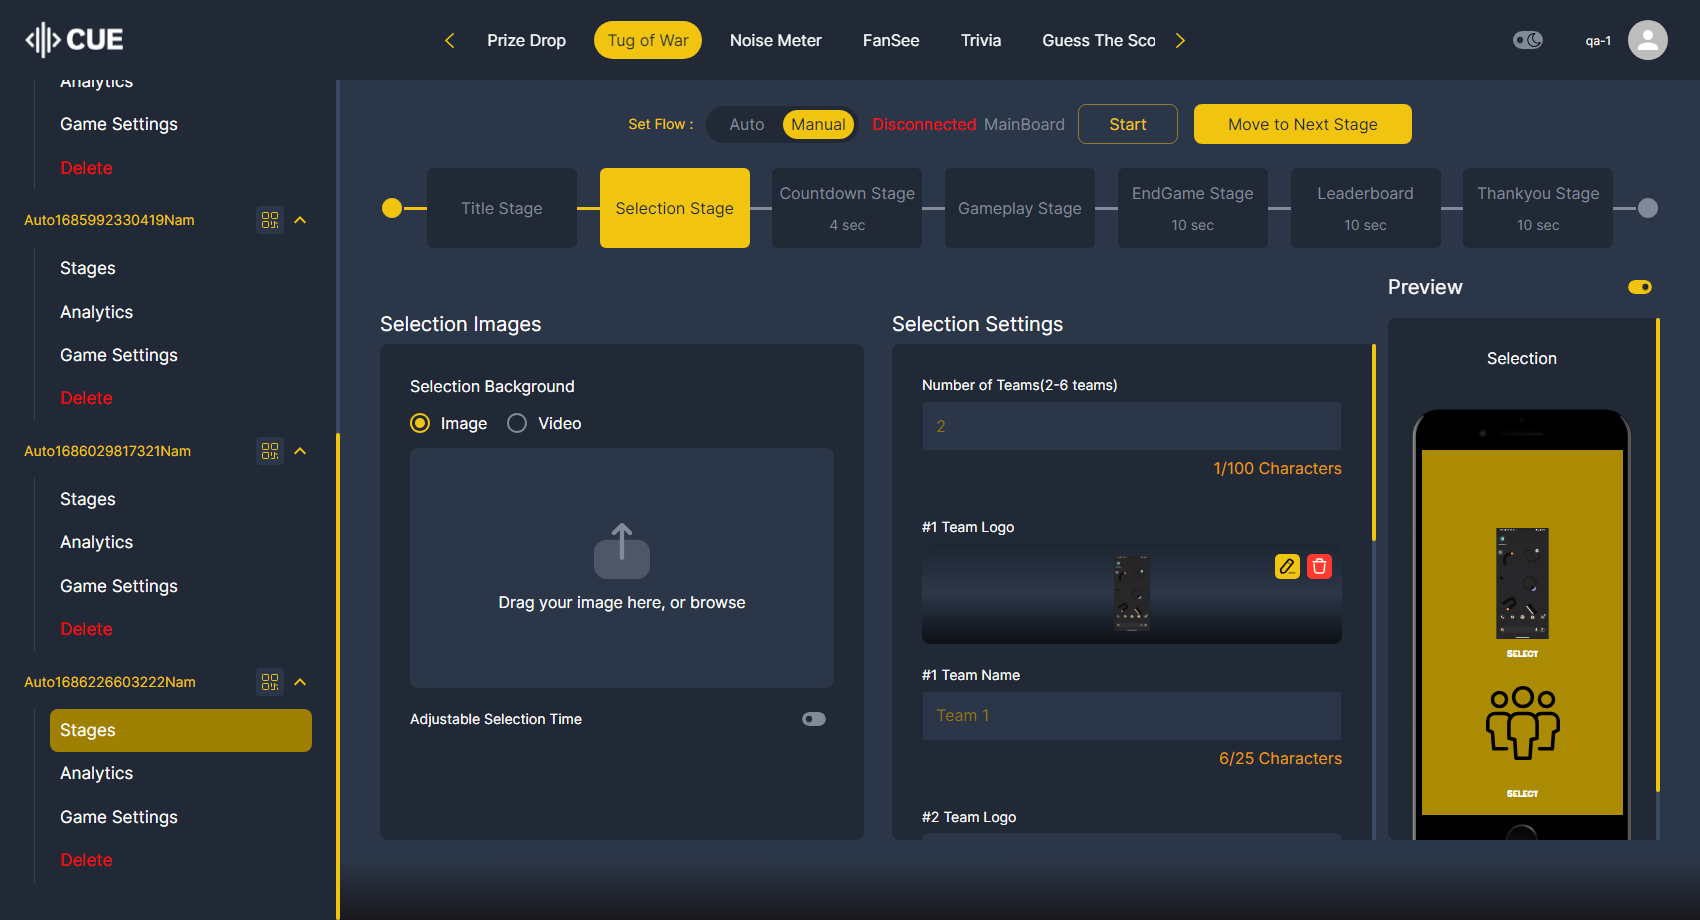 CUE
Prize Drop
Tug of War
Noise Meter
FanSee
Trivia
Guess The Sco
qa-1
Analytics
Game Settings
Delete
Auto1685992330419Nam
Stages
Analytics
Game Settings
Delete
Auto1686029817321Nam
Stages
Analytics
Game Settings
Delete
Auto1686226603222Nam
Stages
Analytics
Game Settings
Delete
Set Flow :
Auto
Manual
Disconnected MainBoard
Start
Move to Next Stage
Title Stage
Selection Stage
Countdown Stage
4 sec
Gameplay Stage
EndGame Stage
10 sec
Leaderboard
10 sec
Thankyou Stage
10 sec
Selection Images
Selection Background
Image
Video
Drag your image here, or browse
Adjustable Selection Time
Selection Settings
Number of Teams(2-6 teams)
2
1/100 Characters
#1 Team Logo
#1 Team Name
Team 1
6/25 Characters
#2 Team Logo
Preview
Selection
SELECT
SELECT